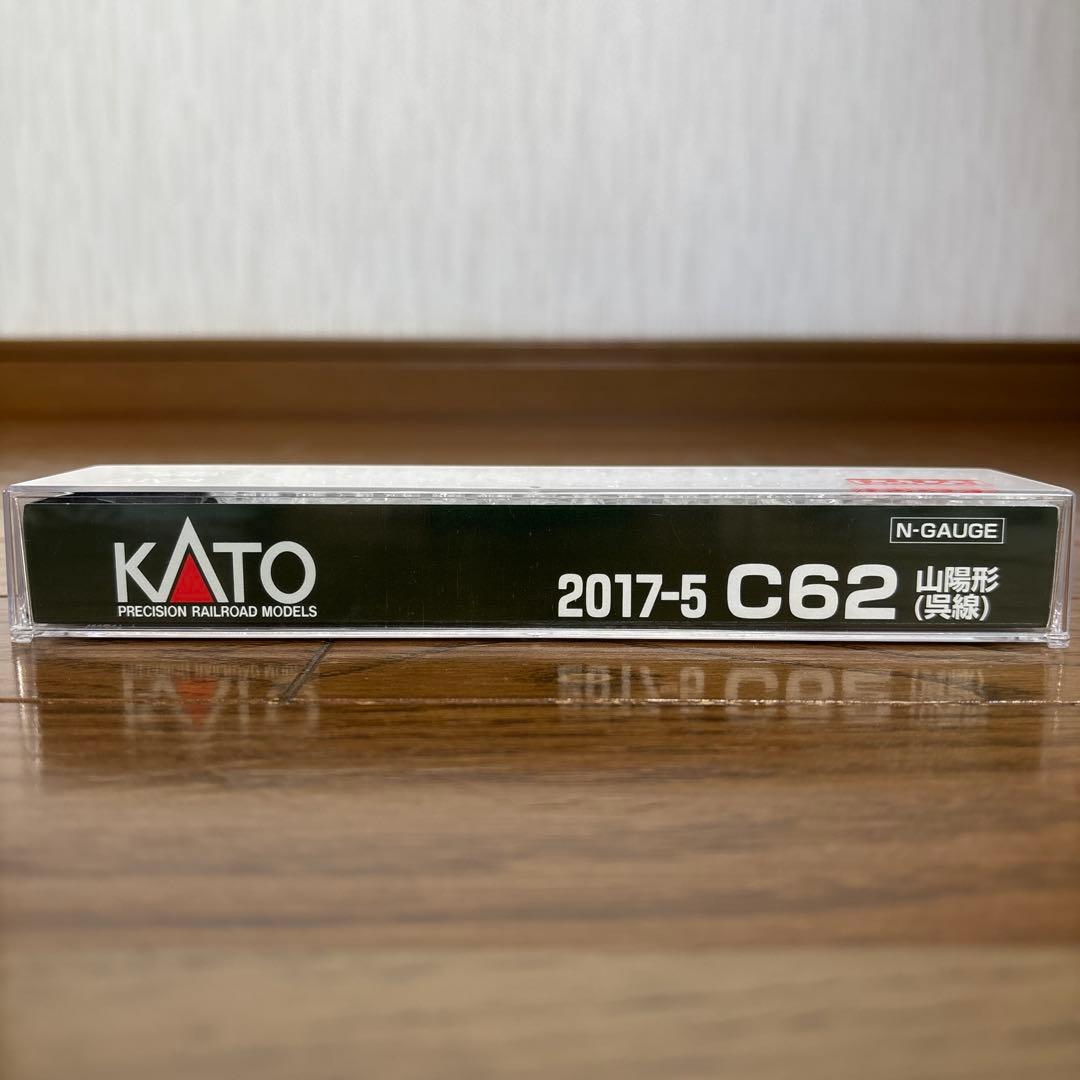 KATO
PRECISION RAILROAD MODELS
N-GAUGE
2017-5 C62 山陽形
(呉線)